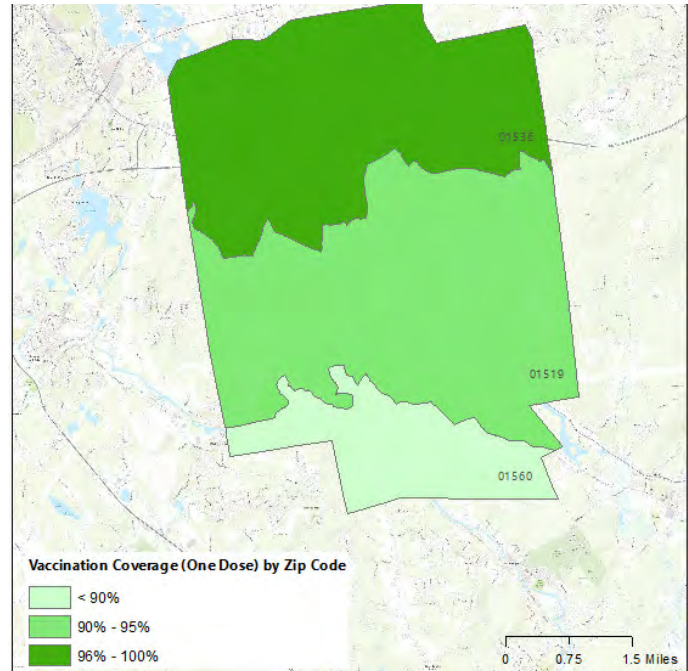 01536
01519
01560
Vaccination Coverage (One Dose) by Zip Code
< 90%
90% - 95%
96% - 100%
0 0.75 1.5 Miles